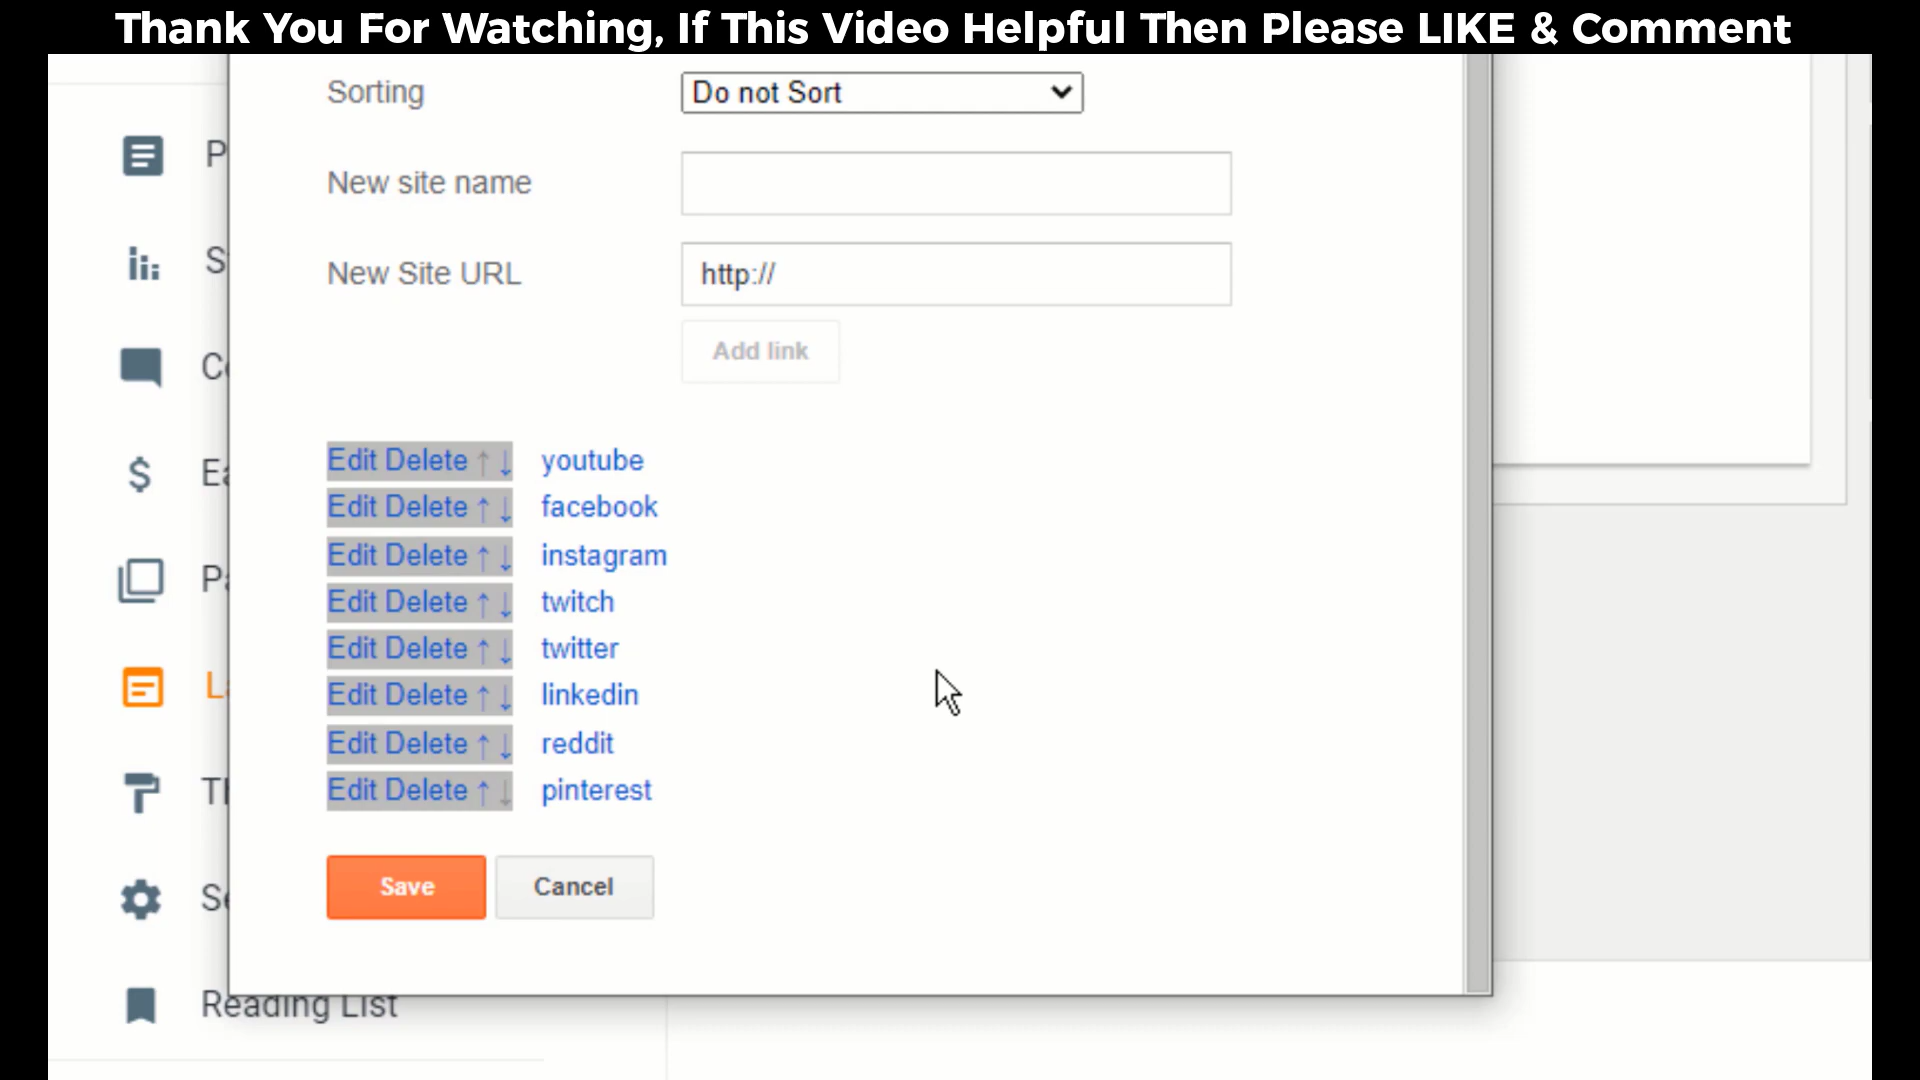 Thank You For Watching, If This Video Helpful Then Please LIKE & Comment
Sorting
Do not Sort
New site name
New Site URL
http://
Add link
Edit Delete ↑ ↓ youtube
Edit Delete ↑ ↓ facebook
Edit Delete ↑ ↓ instagram
Edit Delete ↑ ↓ twitch
Edit Delete ↑ ↓ twitter
Edit Delete ↑ ↓ linkedin
Edit Delete ↑ ↓ reddit
Edit Delete ↑ ↓ pinterest
Save
Cancel
Reading List